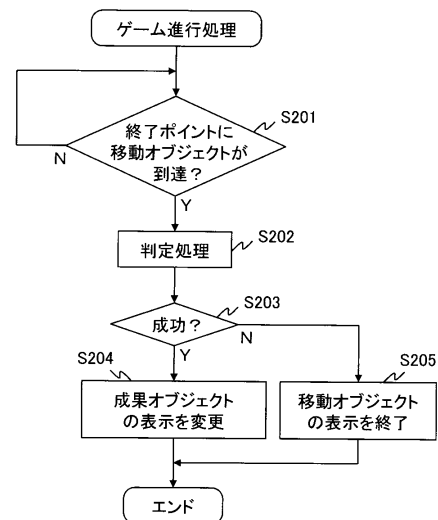 ゲーム進行処理
S201
終了ポイントに
移動オブジェクトが
到達？
N
Y
S202
判定処理
S203
成功？
N
Y
S204
成果オブジェクト
の表示を変更
S205
移動オブジェクト
の表示を終了
エンド